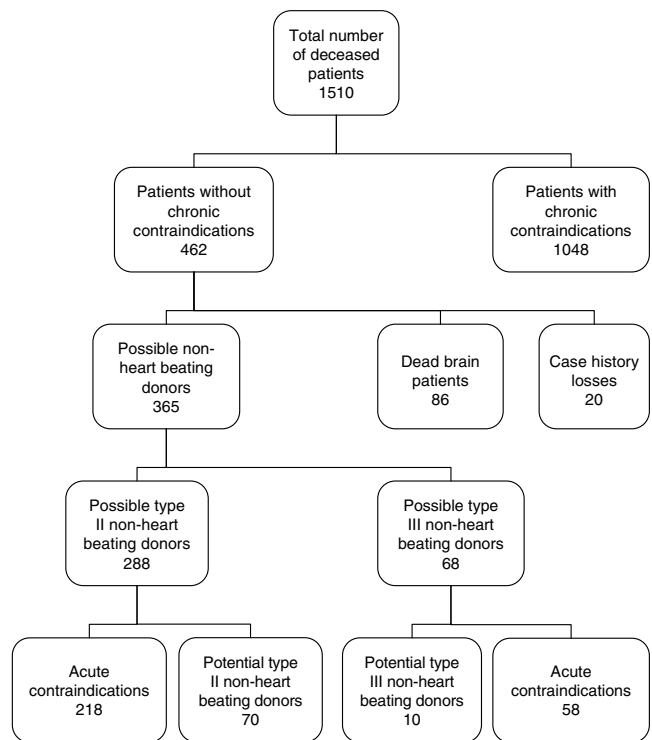 Total number
of deceased
patients
1510
Patients without
chronic
contraindications
462
Patients with
chronic
contraindications
1048
Possible non-
heart beating
donors
365
Dead brain
patients
86
Case history
losses
20
Possible type
II non-heart
beating donors
288
Possible type
III non-heart
beating donors
68
Acute
contraindications
218
Potential type
II non-heart
beating donors
70
Potential type
III non-heart
beating donors
10
Acute
contraindications
58